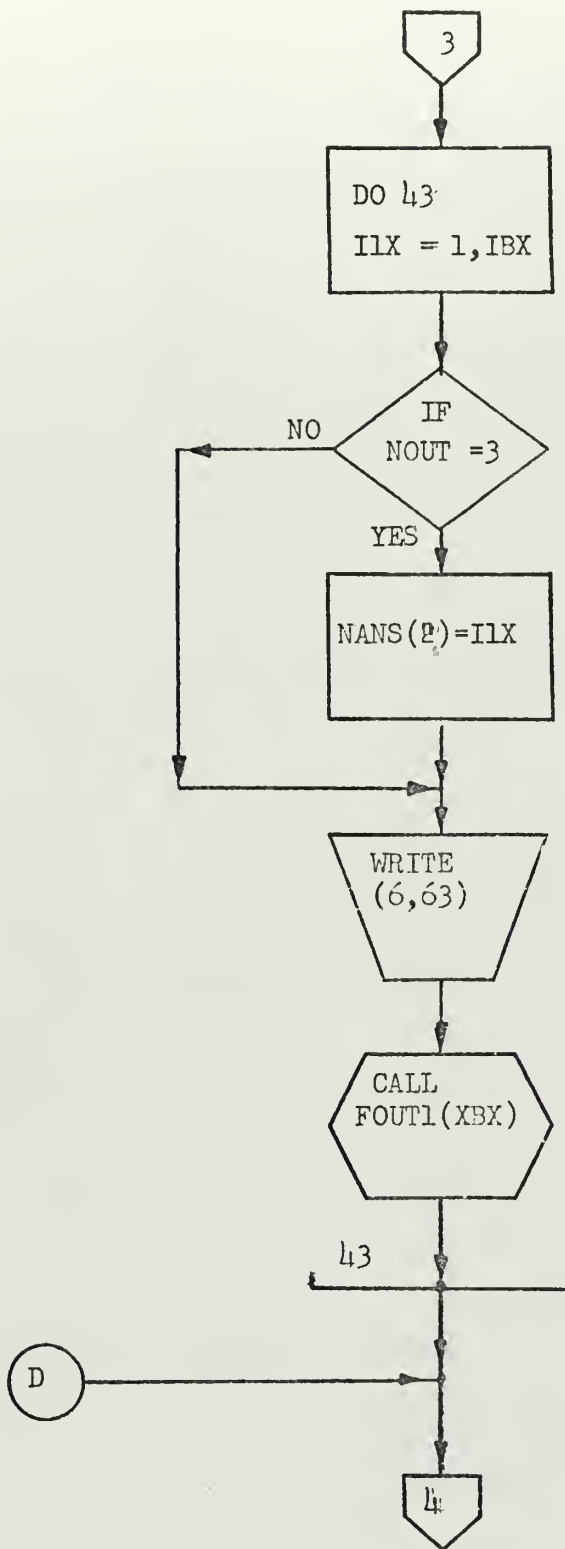 3
DO 43
I1X = 1,IBX
IF
NOUT =3
NO
YES
NANS(2)=I1X
WRITE
(6,63)
CALL
FOUT1(XBX)
43
D
4